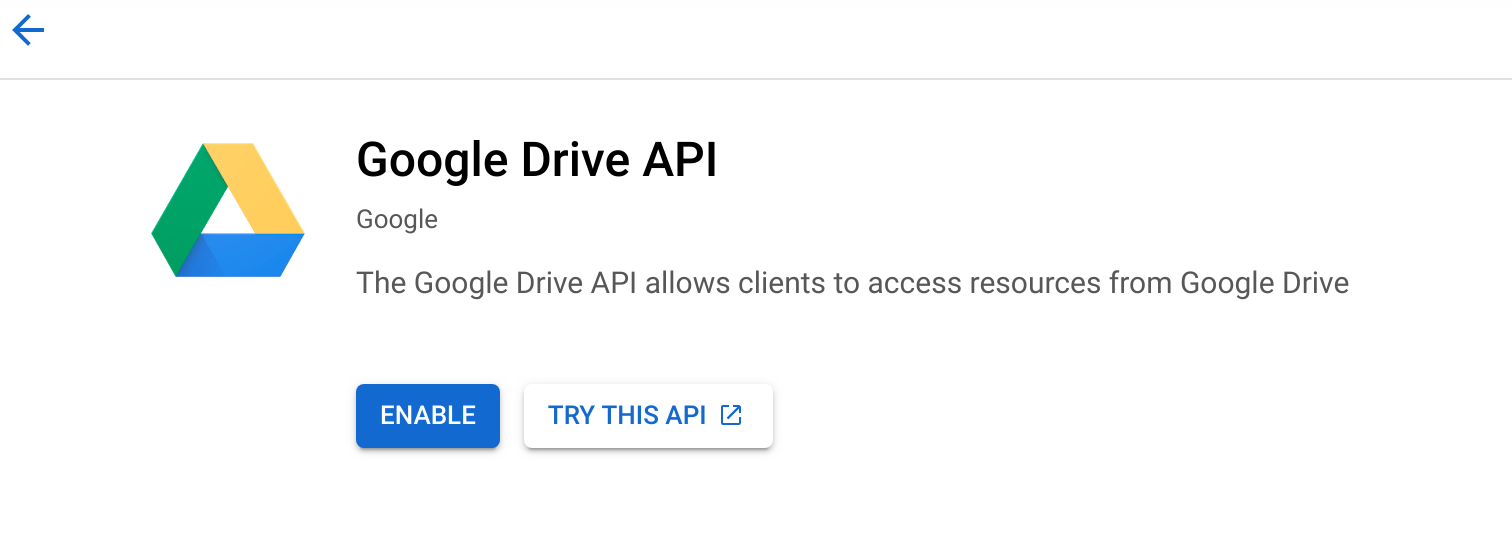 Google Drive API
Google
The Google Drive API allows clients to access resources from Google Drive
ENABLE
TRY THIS API